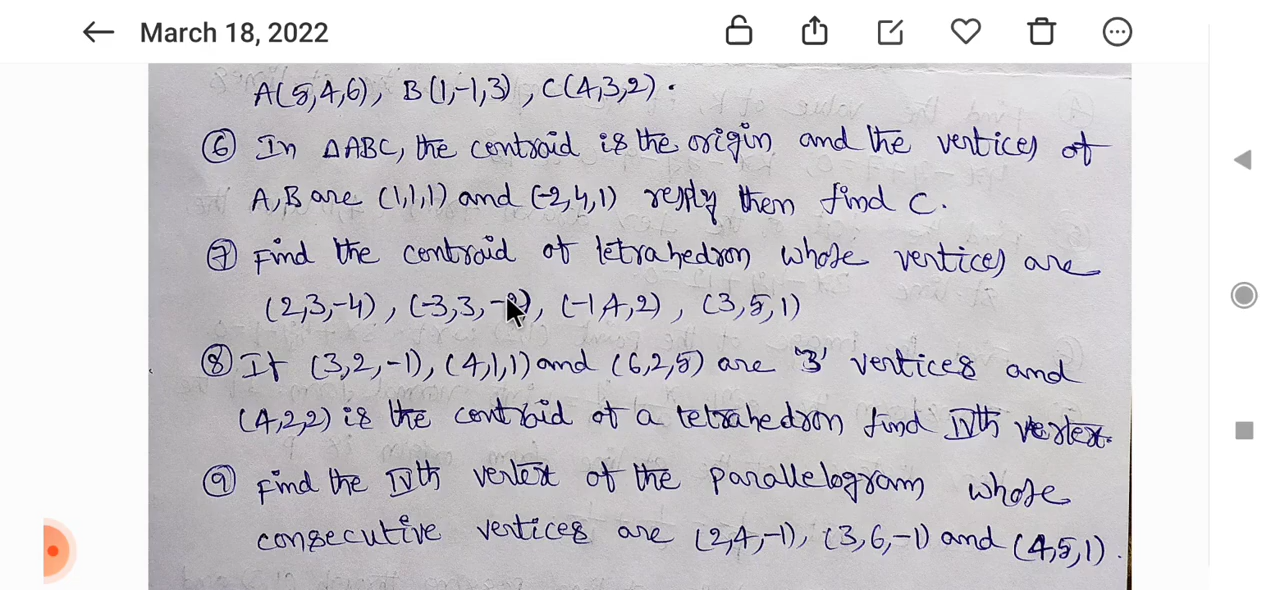 March 18, 2022
A(5,4,6), B(1,-1,3), C(4,3,2).
⑥ In ΔABC, the centroid is the origin and the vertices of
A,B are (1,1,1) and (-2,4,1) resply then find C.
⑦ Find the centroid of tetrahedron whose vertices are
(2,3,-4), (-3,3,-2), (-1,4,2), (3,5,1)
⑧ If (3,2,-1), (4,1,1) and (6,2,5) are '3' vertices and
(4,2,2) is the centroid of a tetrahedron find IVth vertex.
⑨ Find the IVth vertex of the parallelogram whose
consecutive vertices are (2,4,-1), (3,6,-1) and (4,5,1).